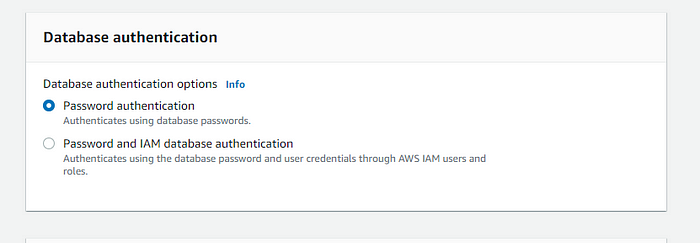 Database authentication
Database authentication options Info
Password authentication
Authenticates using database passwords.
Password and IAM database authentication
Authenticates using the database password and user credentials through AWS IAM users and
roles.